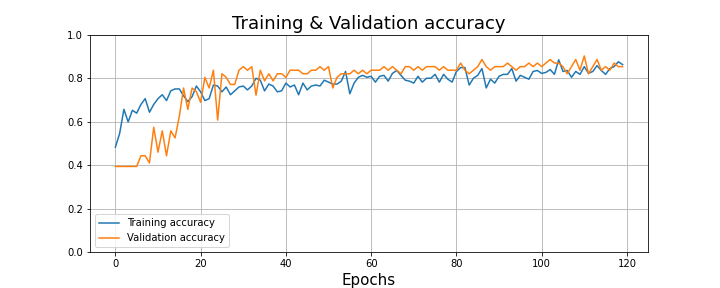 Training & Validation accuracy
1.0
0.8
0.6
0.4
0.2
0.0
Training accuracy
Validation accuracy
0 20 40 60 80 100 120
Epochs